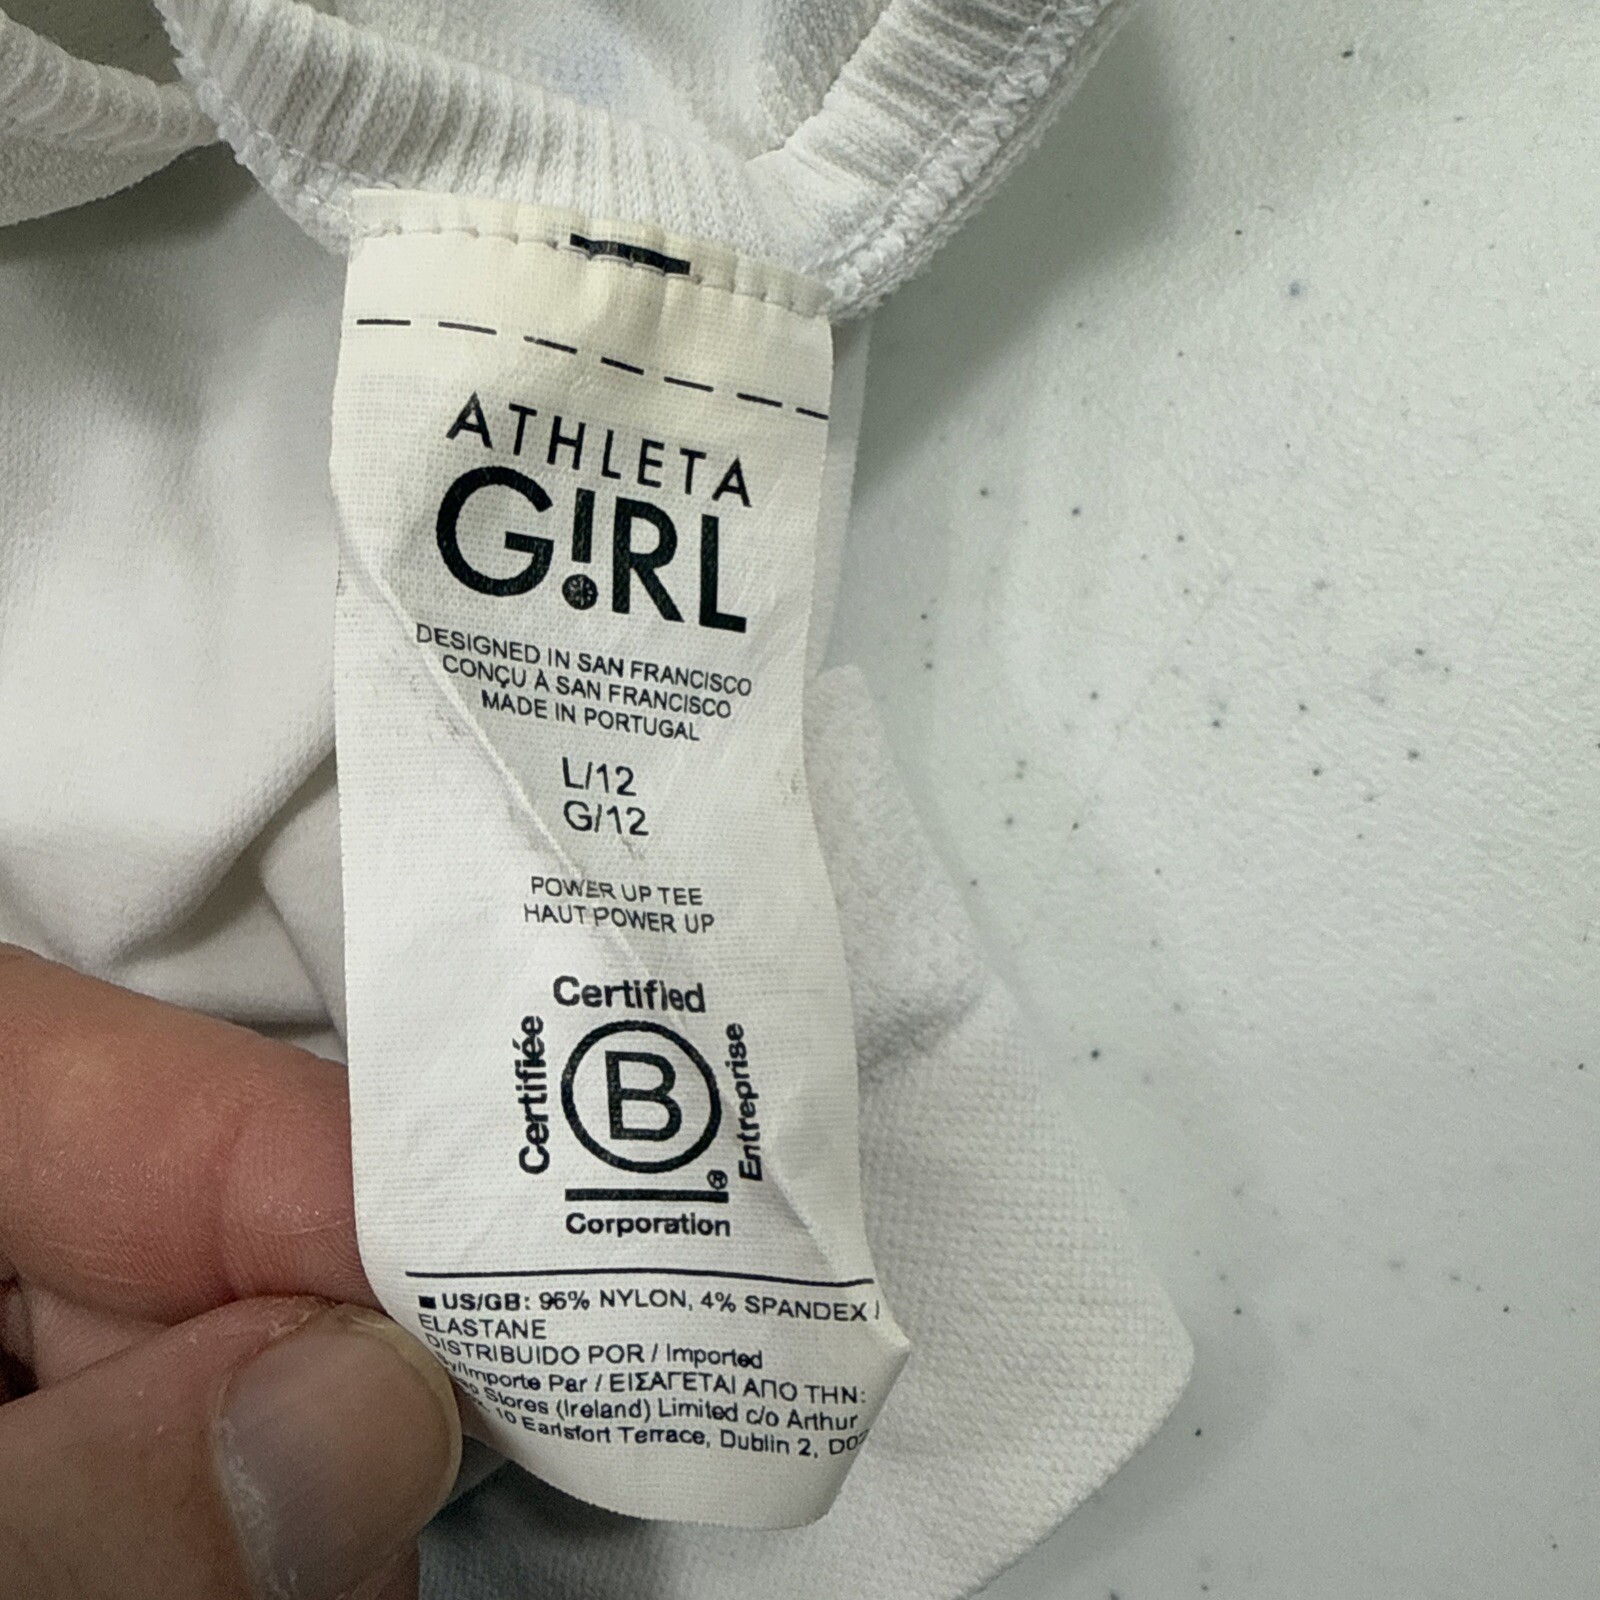 ATHLETA
G!RL
DESIGNED IN SAN FRANCISCO
CONÇU À SAN FRANCISCO
MADE IN PORTUGAL
L/12
G/12
POWER UP TEE
HAUT POWER UP
Certified
Certifiée
B
Entreprise
®
Corporation
US/GB: 96% NYLON, 4% SPANDEX /
ELASTANE
DISTRIBUIDO POR / Imported
By/Importe Par / ΕΙΣΑΓΕΤΑΙ ΑΠΟ ΤΗΝ:
Stores (Ireland) Limited c/o Arthur
10 Earlsfort Terrace, Dublin 2,